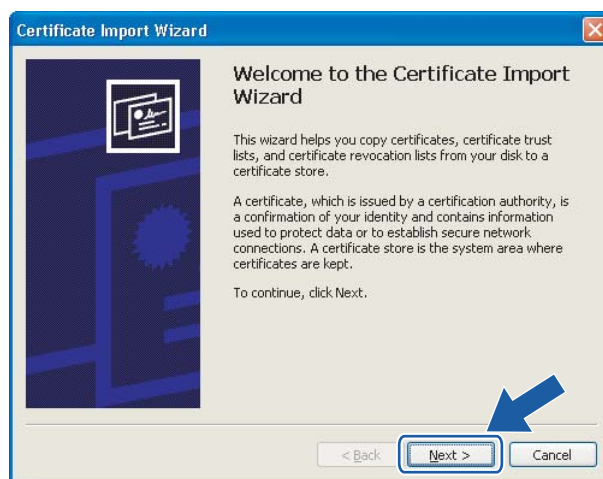 Certificate Import Wizard
Welcome to the Certificate Import
Wizard
This wizard helps you copy certificates, certificate trust
lists, and certificate revocation lists from your disk to a
certificate store.
A certificate, which is issued by a certification authority, is
a confirmation of your identity and contains information
used to protect data or to establish secure network
connections. A certificate store is the system area where
certificates are kept.
To continue, click Next.
< Back
Next >
Cancel